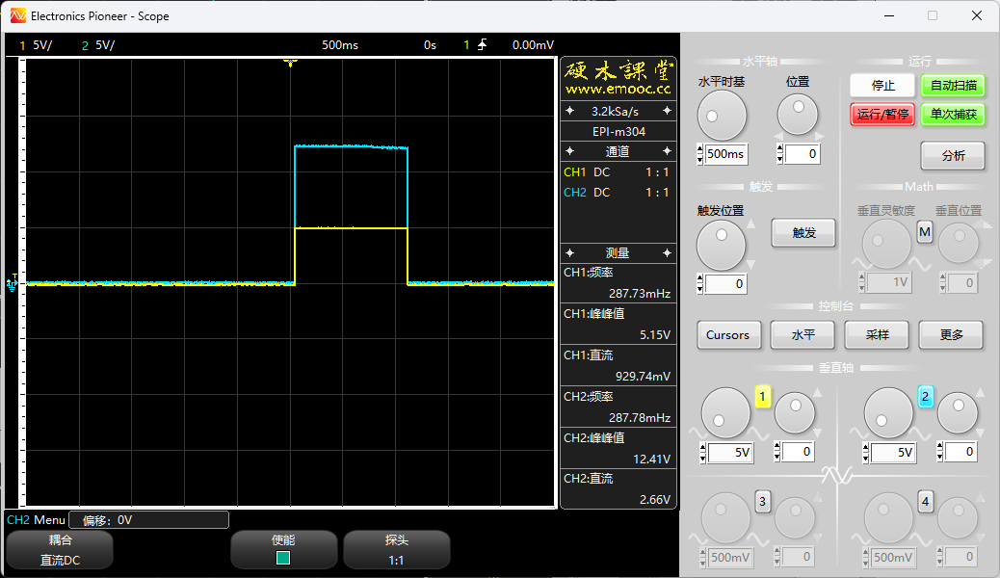 Electronics Pioneer - Scope
1 5V/ 2 5V/ 500ms 0s 1 0.00mV
T
硬木課堂
www.emooc.cc
3.2kSa/s
EPI-m304
通道
CH1 DC 1 : 1
CH2 DC 1 : 1
测量
CH1:频率
287.73mHz
CH1:峰峰值
5.15V
CH1:直流
929.74mV
CH2:频率
287.78mHz
CH2:峰峰值
12.41V
CH2:直流
2.66V
CH2 Menu 偏移: 0V
耦合
直流DC
使能
探头
1:1
水平轴
水平时基 位置
500ms 0
运行
停止 自动扫描
运行/暂停 单次捕获
分析
触发
触发位置
触发
0
Math
垂直灵敏度 垂直位置
M
1V 0
控制台
Cursors 水平 采样 更多
垂直轴
1 2
5V 0 5V 0
3 4
500mV 0 500mV 0